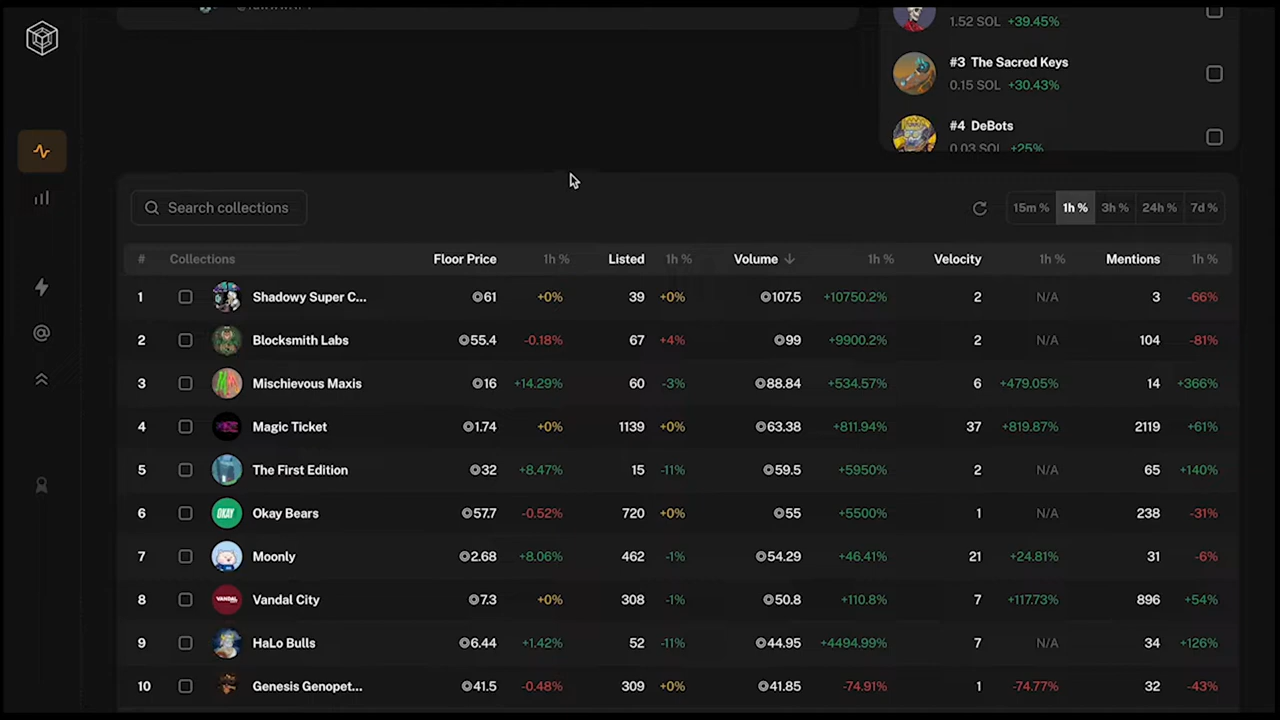 1.52 SOL +39.45%
#3 The Sacred Keys
0.15 SOL +30.43%
#4 DeBots
0.03 SOL +25%
Search collections
15m % 1h % 3h % 24h % 7d %
# Collections Floor Price 1h % Listed 1h % Volume 1h % Velocity 1h % Mentions 1h %
1 Shadowy Super C... 61 +0% 39 +0% 107.5 +10750.2% 2 N/A 3 -66%
2 Blocksmith Labs 55.4 -0.18% 67 +4% 99 +9900.2% 2 N/A 104 -81%
3 Mischievous Maxis 16 +14.29% 60 -3% 88.84 +534.57% 6 +479.05% 14 +366%
4 Magic Ticket 1.74 +0% 1139 +0% 63.38 +811.94% 37 +819.87% 2119 +61%
5 The First Edition 32 +8.47% 15 -11% 59.5 +5950% 2 N/A 65 +140%
OKAY
6 Okay Bears 57.7 -0.52% 720 +0% 55 +5500% 1 N/A 238 -31%
7 Moonly 2.68 +8.06% 462 -1% 54.29 +46.41% 21 +24.81% 31 -6%
VANDAL
8 Vandal City 7.3 +0% 308 -1% 50.8 +110.8% 7 +117.73% 896 +54%
9 HaLo Bulls 6.44 +1.42% 52 -11% 44.95 +4494.99% 7 N/A 34 +126%
10 Genesis Genopet... 41.5 -0.48% 309 +0% 41.85 -74.91% 1 -74.77% 32 -43%